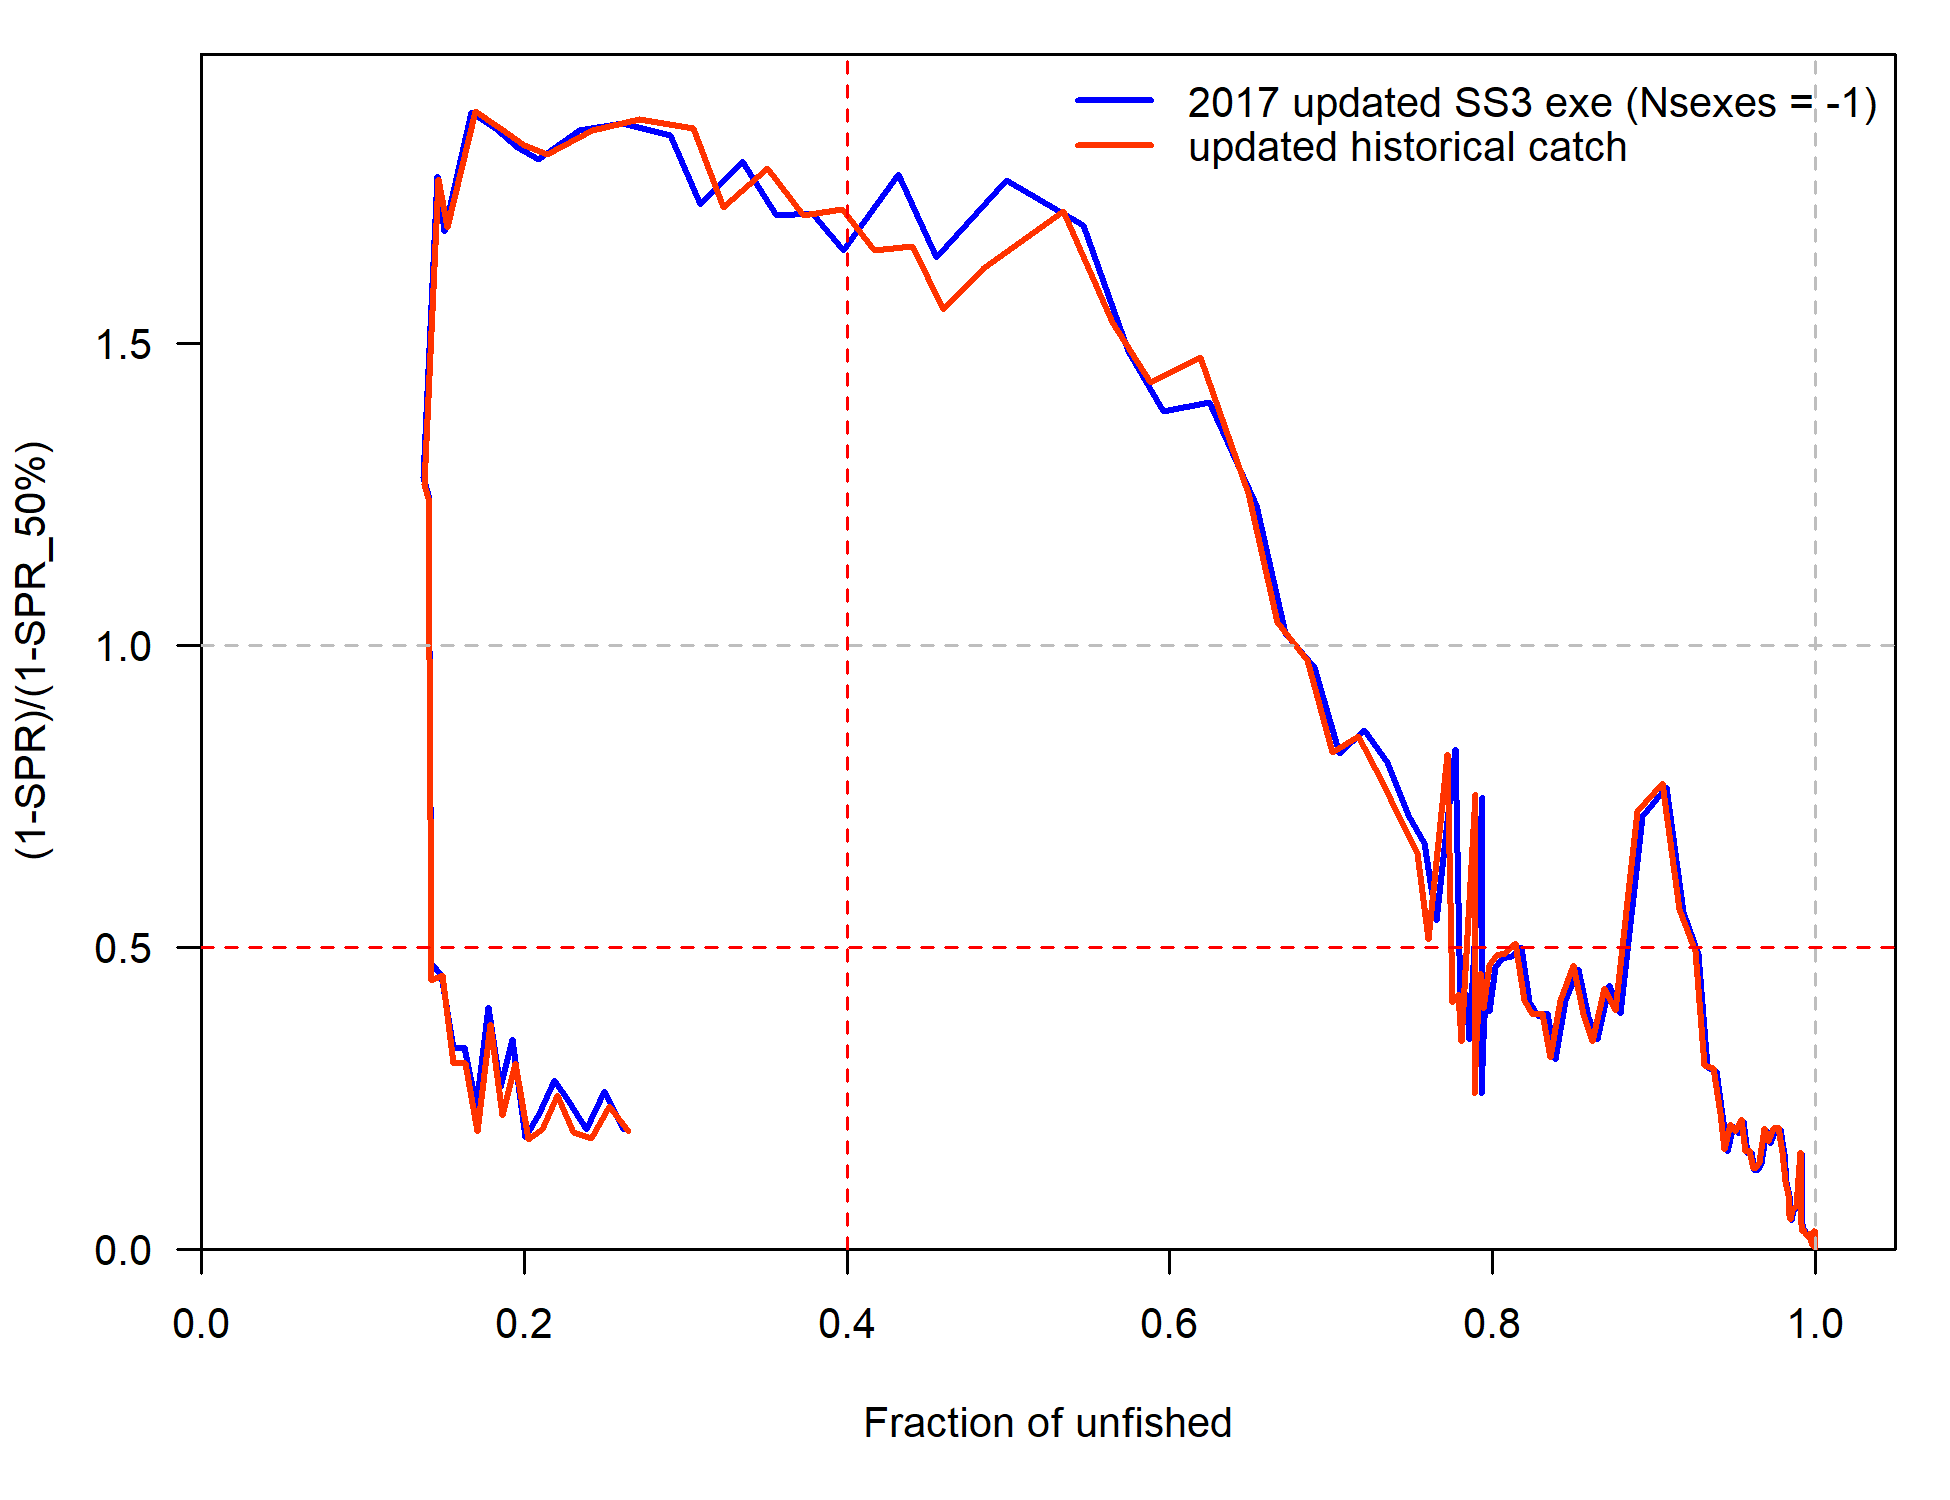 2017 updated SS3 exe (Nsexes = -1)
updated historical catch
(1-SPR)/(1-SPR_50%)
1.5
1.0
0.5
0.0
0.0 0.2 0.4 0.6 0.8 1.0
Fraction of unfished